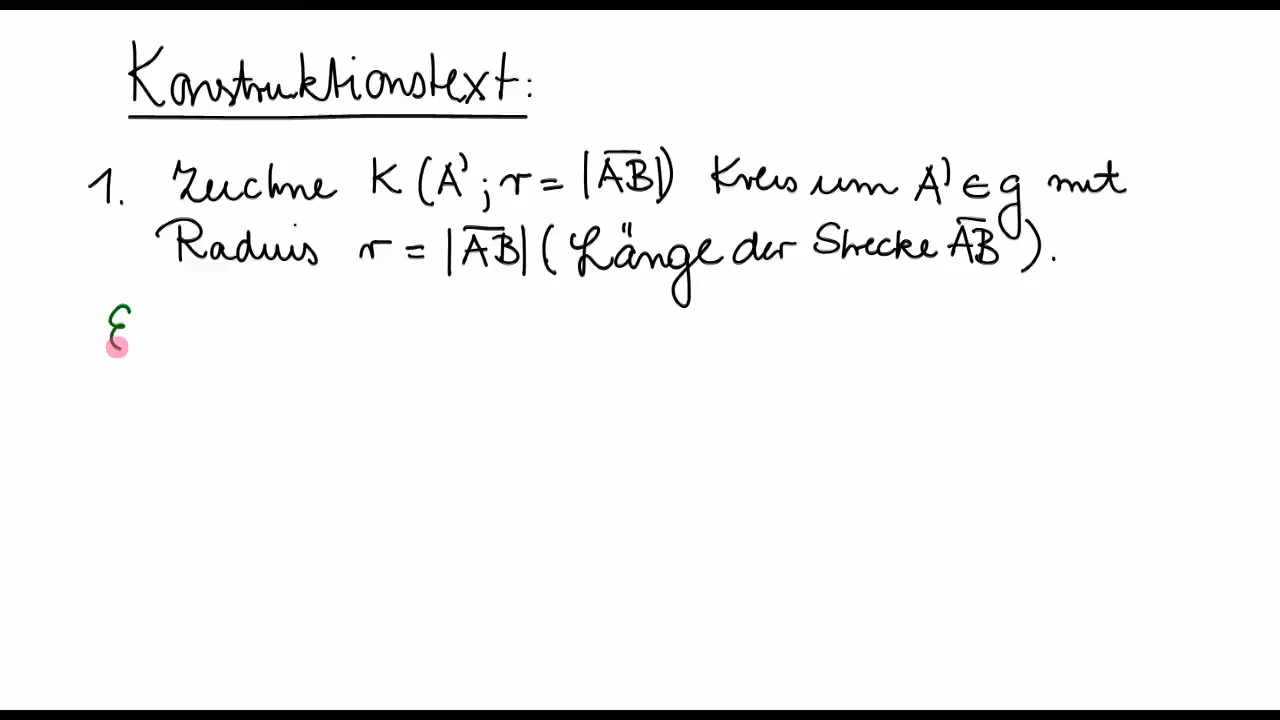 Konstruktionstext:
1. Zeichne K (A'; r = |A̅B̅|) Kreis um A' ∈ g mit
Radius r = |A̅B̅| (Länge der Strecke A̅B̅).
E